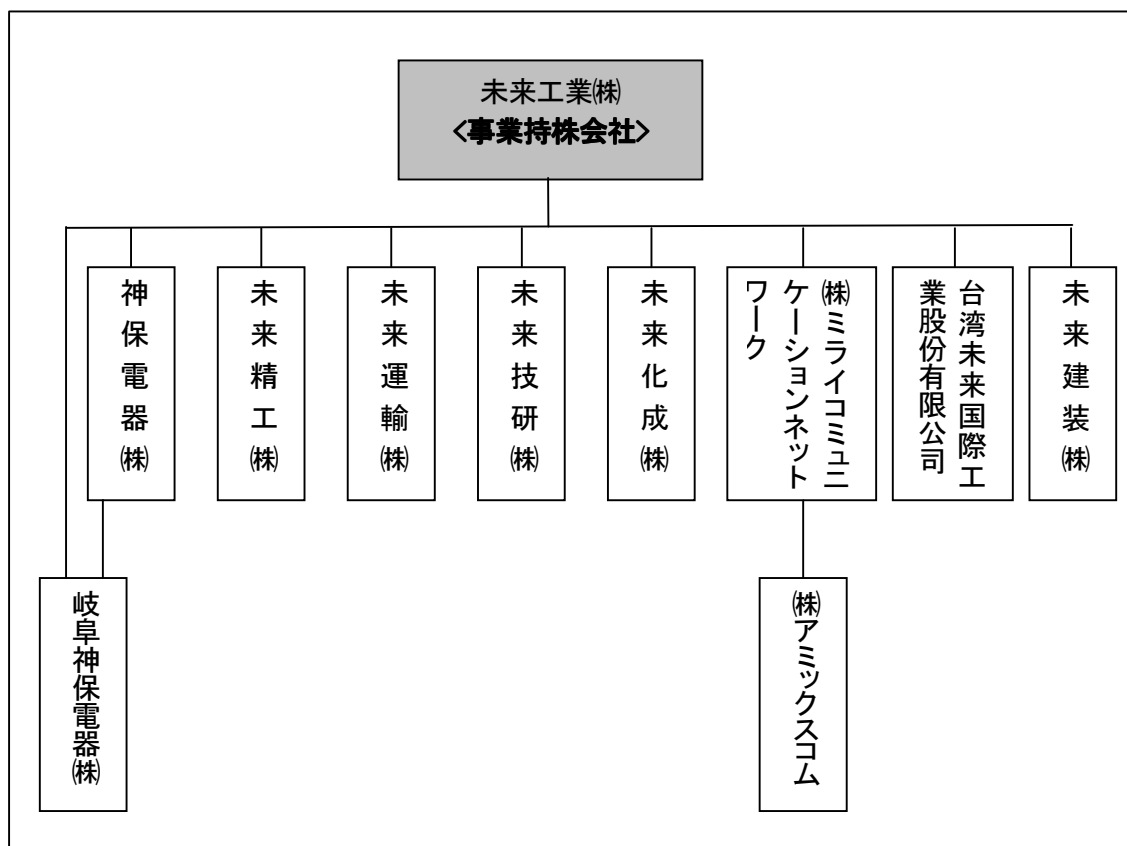 未来工業㈱
<事業持株会社>
神保電器㈱
未来精工㈱
未来運輸㈱
未来技研㈱
未来化成㈱
㈱ミライコミュニ
ケーションネット
ワーク
台湾未来国際工
業股份有限公司
未来建装㈱
岐阜神保電器㈱
㈱アミックスコム